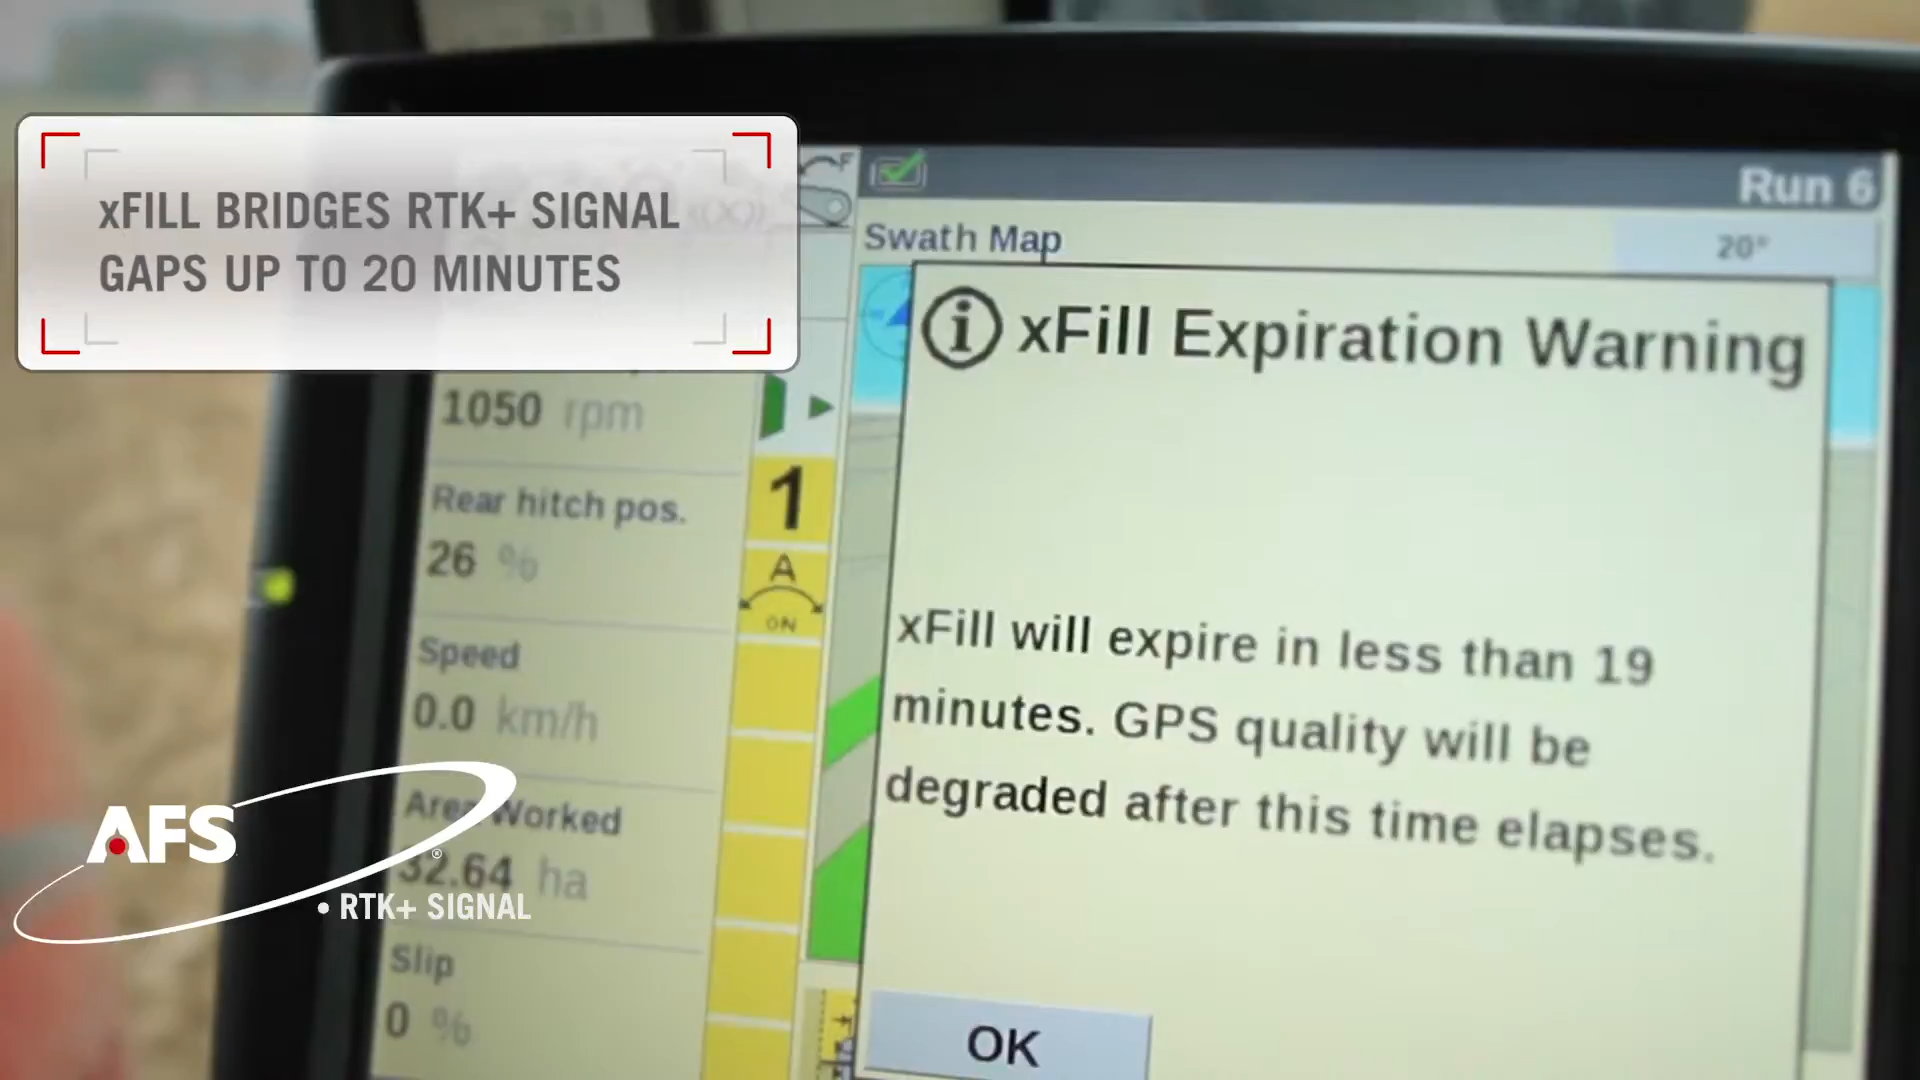 xFILL BRIDGES RTK+ SIGNAL
GAPS UP TO 20 MINUTES
F
Run 6
Swath Map
20°
xFill Expiration Warning
1050 rpm
1
Rear hitch pos.
26 %
A
ON
xFill will expire in less than 19
minutes. GPS quality will be
degraded after this time elapses.
Speed
0.0 km/h
Area Worked
32.64 ha
AFS
®
• RTK+ SIGNAL
Slip
0 %
OK